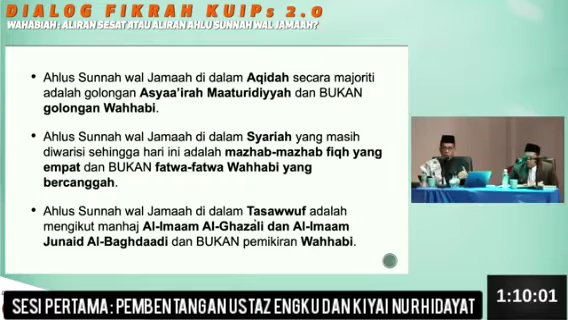 DIALOG FIKRAH KUIPs 2.0
WAHABIAH : ALIRAN SESAT ATAU ALIRAN AHLU SUNNAH WAL JAMAAH?
• Ahlus Sunnah wal Jamaah di dalam Aqidah secara majoriti
adalah golongan Asyaa'irah Maaturidiyyah dan BUKAN
golongan Wahhabi.
• Ahlus Sunnah wal Jamaah di dalam Syariah yang masih
diwarisi sehingga hari ini adalah mazhab-mazhab fiqh yang
empat dan BUKAN fatwa-fatwa Wahhabi yang
bercanggah.
• Ahlus Sunnah wal Jamaah di dalam Tasawwuf adalah
mengikut manhaj Al-Imaam Al-Ghazali dan Al-Imaam
Junaid Al-Baghdaadi dan BUKAN pemikiran Wahhabi.
SESI PERTAMA : PEMBENTANGAN USTAZ ENGKU DAN KIYAI NURHIDAYAT
1:10:01